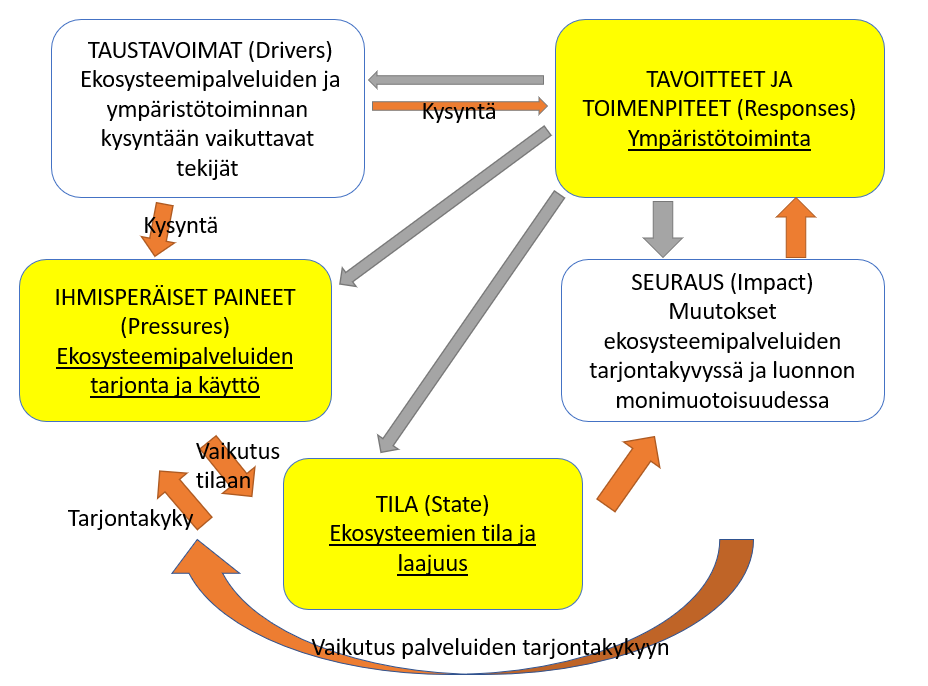 TAUSTAVOIMAT (Drivers)
Ekosysteemipalveluiden ja
ympäristötoiminnan
kysyntään vaikuttavat
tekijät
Kysyntä
TAVOITTEET JA
TOIMENPITEET (Responses)
Ympäristötoiminta
Kysyntä
IHMISPERÄISET PAINEET
(Pressures)
Ekosysteemipalveluiden
tarjonta ja käyttö
SEURAUS (Impact)
Muutokset
ekosysteemipalveluiden
tarjontakyvyssä ja luonnon
monimuotoisuudessa
Vaikutus
tilaan
Tarjontakyky
TILA (State)
Ekosysteemien tila ja
laajuus
Vaikutus palveluiden tarjontakykyyn